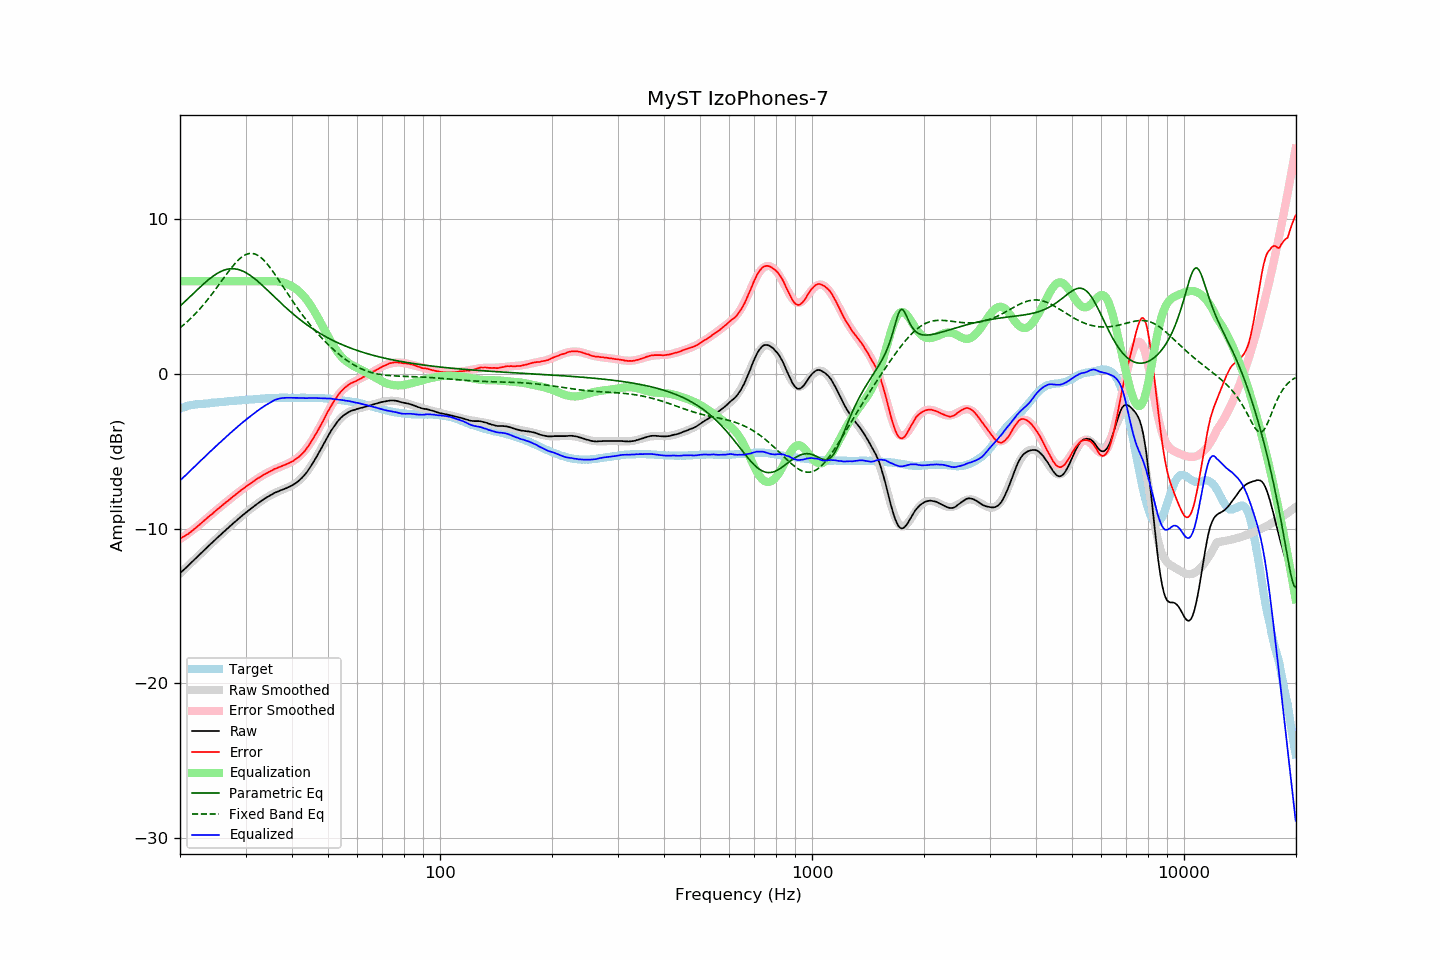 MyST IzoPhones-7
Amplitude (dBr)
10
0
−10
−20
−30
Target
Raw Smoothed
Error Smoothed
Raw
Error
Equalization
Parametric Eq
Fixed Band Eq
Equalized
100
1000
10000
Frequency (Hz)